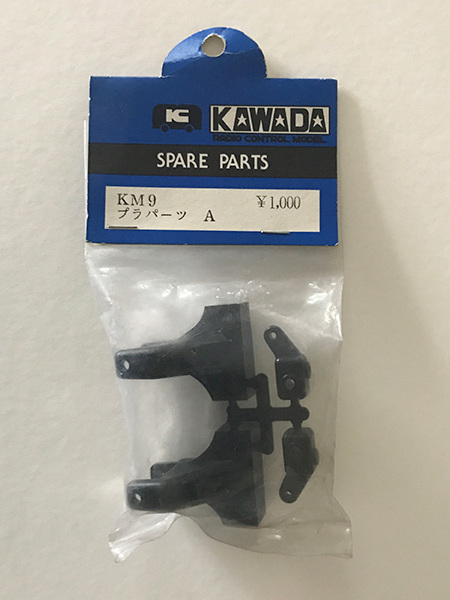 KAWADA
RADIO CONTROL MODEL
SPARE PARTS
KM9 ¥1,000
プラパーツ A